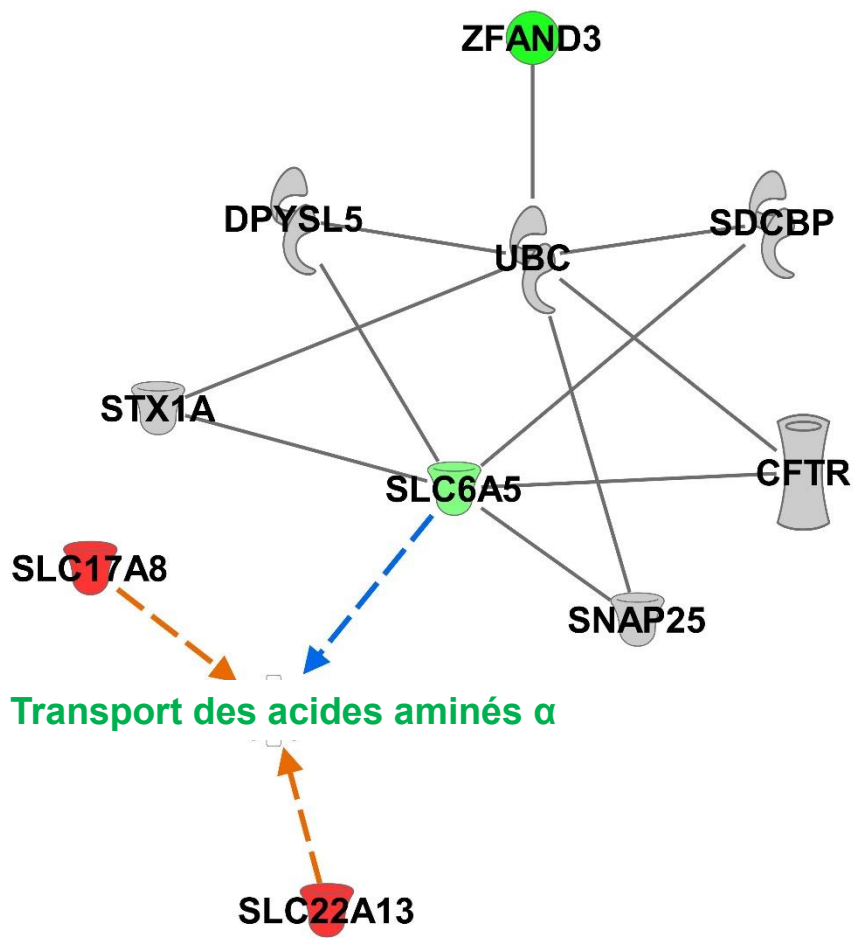 ZFAND3
DPYSL5
UBC
SDCBP
STX1A
SLC6A5
CFTR
SLC17A8
SNAP25
Transport des acides aminés α
SLC22A13